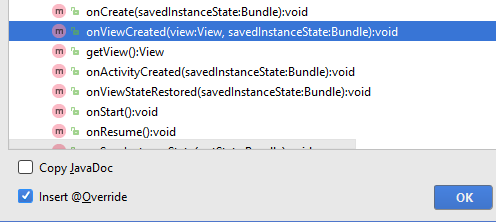 m onCreate(savedInstanceState:Bundle):void
m onViewCreated(view:View, savedInstanceState:Bundle):void
m getView():View
m onActivityCreated(savedInstanceState:Bundle):void
m onViewStateRestored(savedInstanceState:Bundle):void
m onStart():void
m onResume():void
Copy JavaDoc
Insert @Override
OK